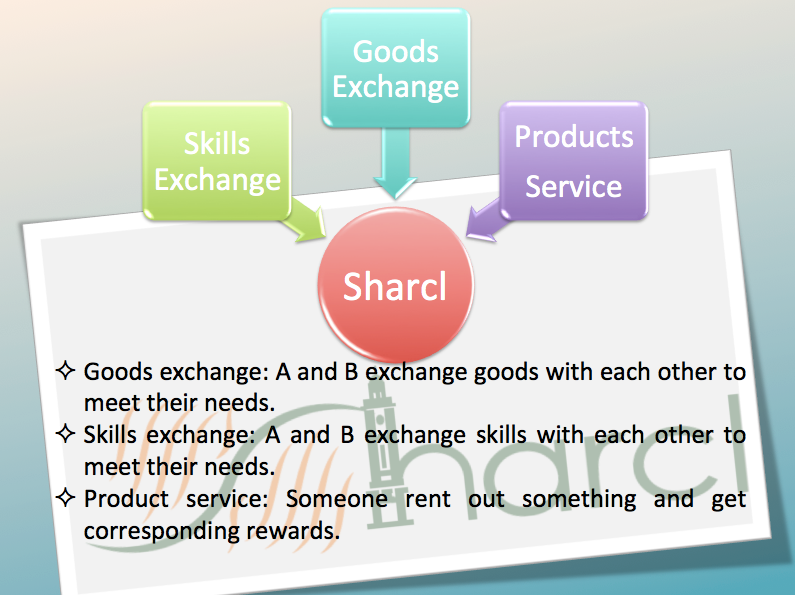 Goods
Exchange
Skills
Exchange
Products
Service
Sharcl
Goods exchange: A and B exchange goods with each other to
meet their needs.
Skills exchange: A and B exchange skills with each other to
meet their needs.
Product service: Someone rent out something and get
corresponding rewards.
Sharcl